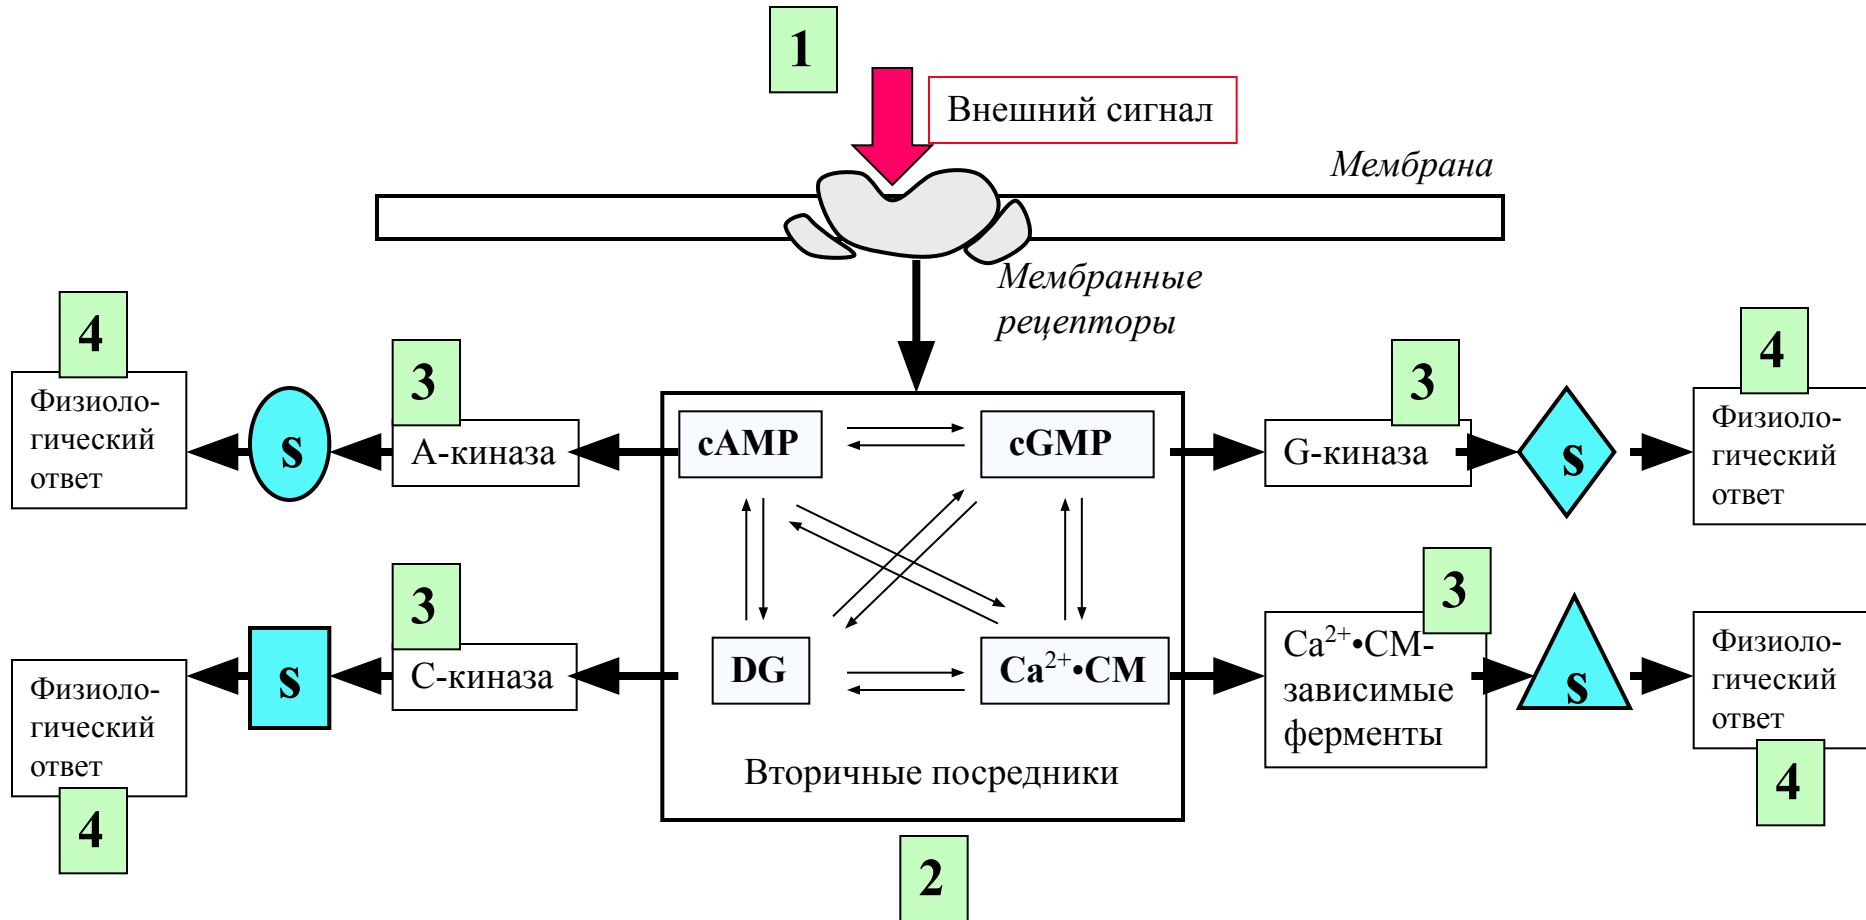 1
Внешний сигнал
Мембрана
Мембранные
рецепторы
4
Физиоло-
гический
ответ
s
3
А-киназа
cAMP
cGMP
3
G-киназа
s
4
Физиоло-
гический
ответ
4
Физиоло-
гический
ответ
s
3
С-киназа
DG
Ca²⁺•CM
Вторичные посредники
2
3
Ca²⁺•CM-
зависимые
ферменты
s
Физиоло-
гический
ответ
4